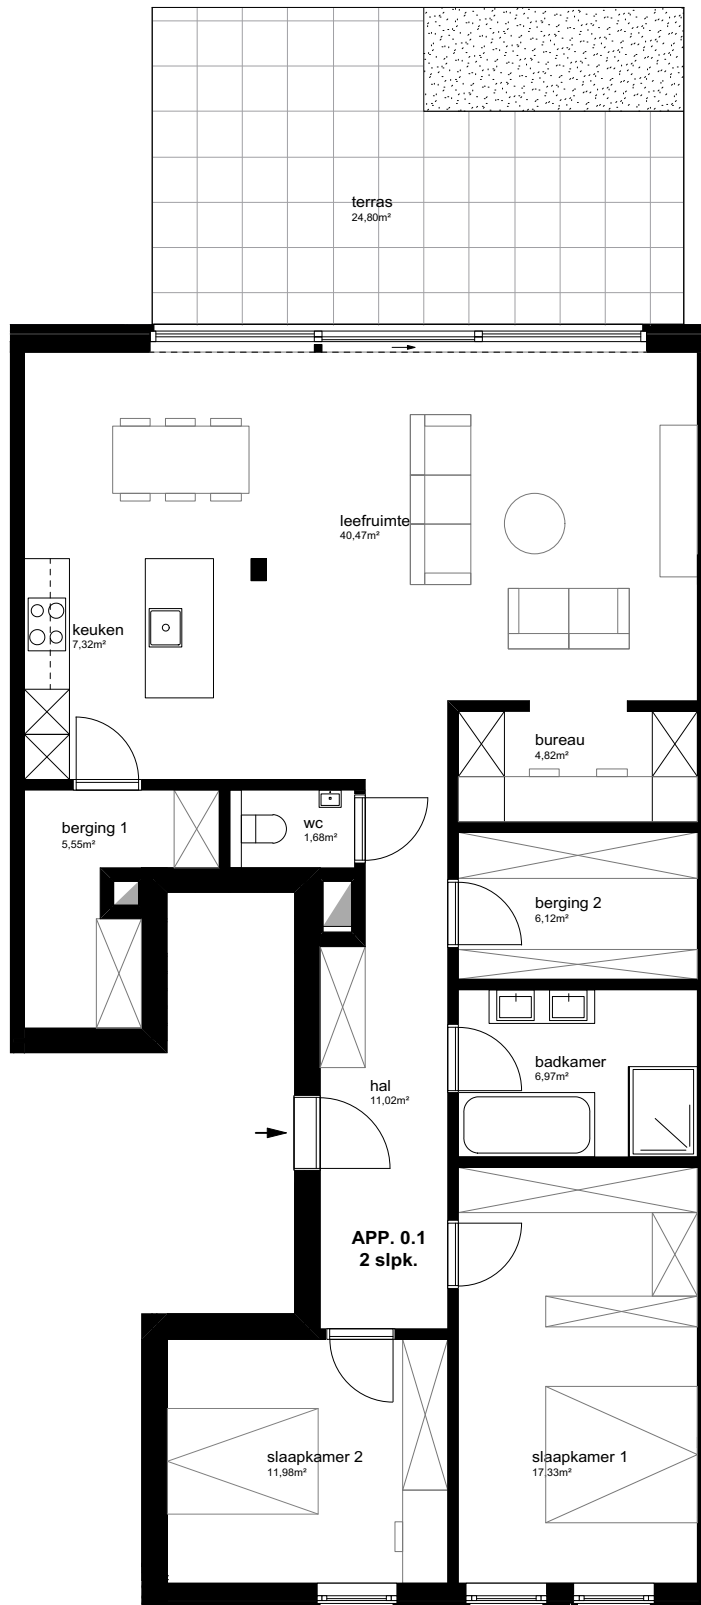 terras
24,80m²
leefruimte
40,47m²
keuken
7,32m²
bureau
4,82m²
berging 1
5,55m²
wc
1,68m²
berging 2
6,12m²
badkamer
6,97m²
hal
11,02m²
APP. 0.1
2 slpk.
slaapkamer 2
11,98m²
slaapkamer 1
17,33m²